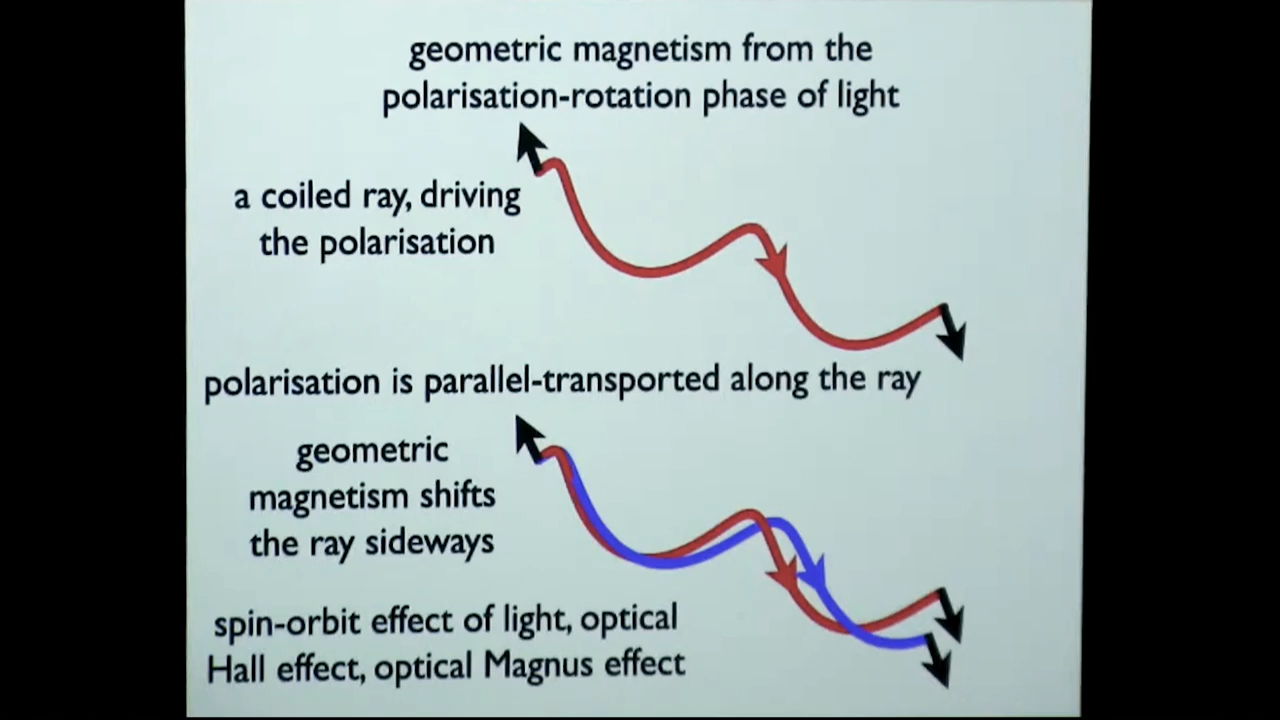 geometric magnetism from the
polarisation-rotation phase of light
a coiled ray, driving
the polarisation
polarisation is parallel-transported along the ray
geometric
magnetism shifts
the ray sideways
spin-orbit effect of light, optical
Hall effect, optical Magnus effect